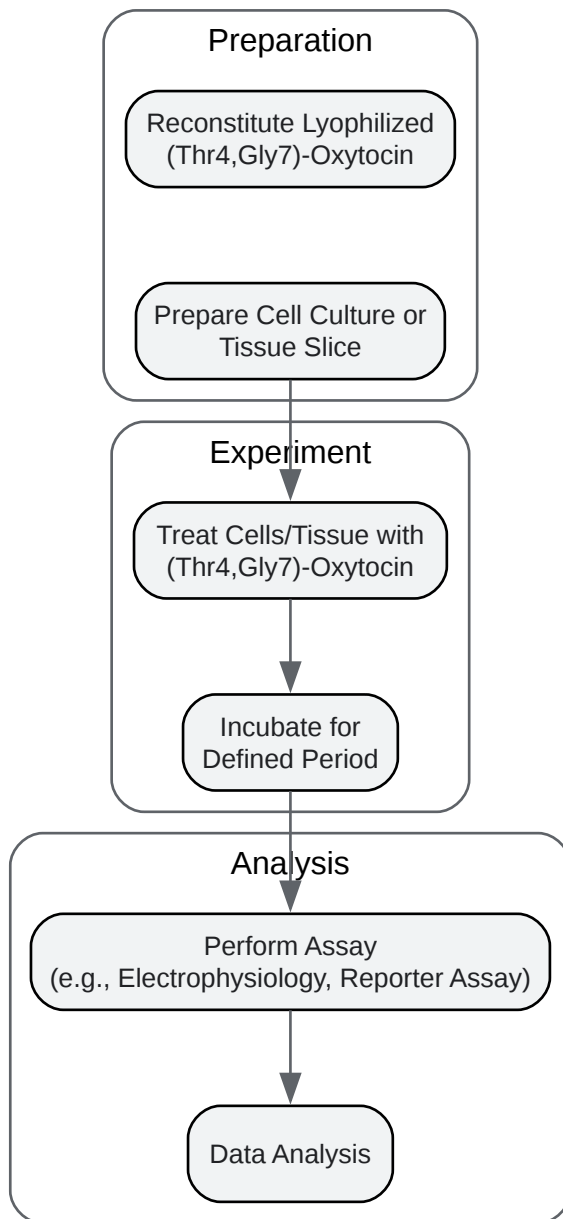 Preparation
Reconstitute Lyophilized
(Thr4,Gly7)-Oxytocin
Prepare Cell Culture or
Tissue Slice
Experiment
Treat Cells/Tissue with
(Thr4,Gly7)-Oxytocin
Incubate for
Defined Period
Analysis
Perform Assay
(e.g., Electrophysiology, Reporter Assay)
Data Analysis